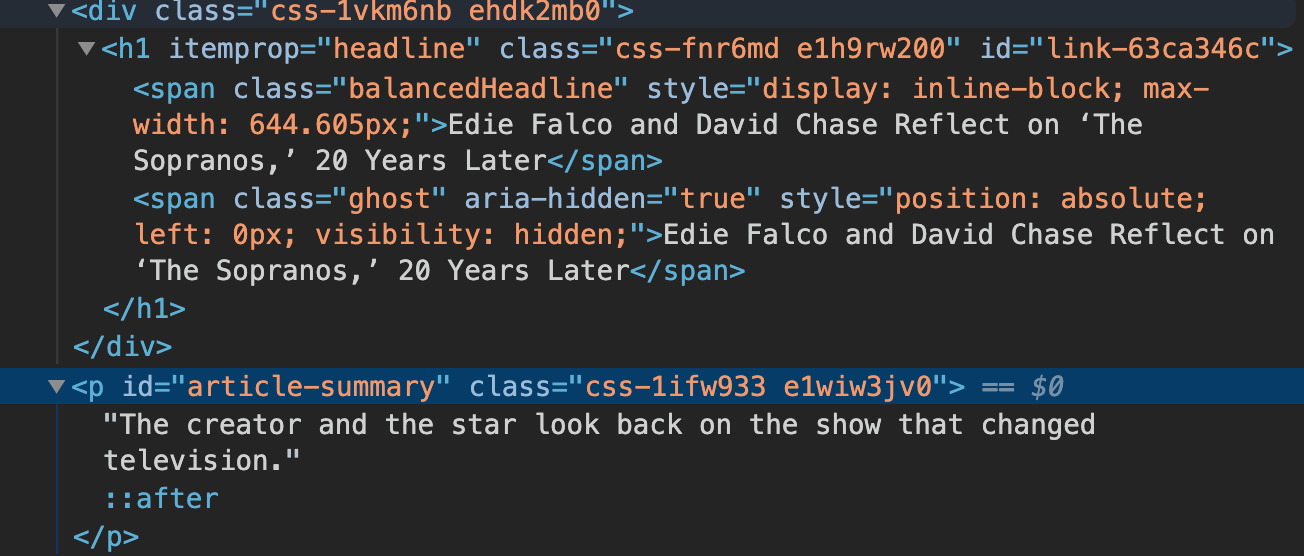 <div class="css-1vkm6nb ehdk2mb0">
<h1 itemprop="headline" class="css-fnr6md e1h9rw200" id="link-63ca346c">
<span class="balancedHeadline" style="display: inline-block; max-
width: 644.605px;">Edie Falco and David Chase Reflect on ‘The
Sopranos,’ 20 Years Later</span>
<span class="ghost" aria-hidden="true" style="position: absolute;
left: 0px; visibility: hidden;">Edie Falco and David Chase Reflect on
‘The Sopranos,’ 20 Years Later</span>
</h1>
</div>
<p id="article-summary" class="css-1ifw933 e1wiw3jv0"> == $0
"The creator and the star look back on the show that changed
television."
::after
</p>